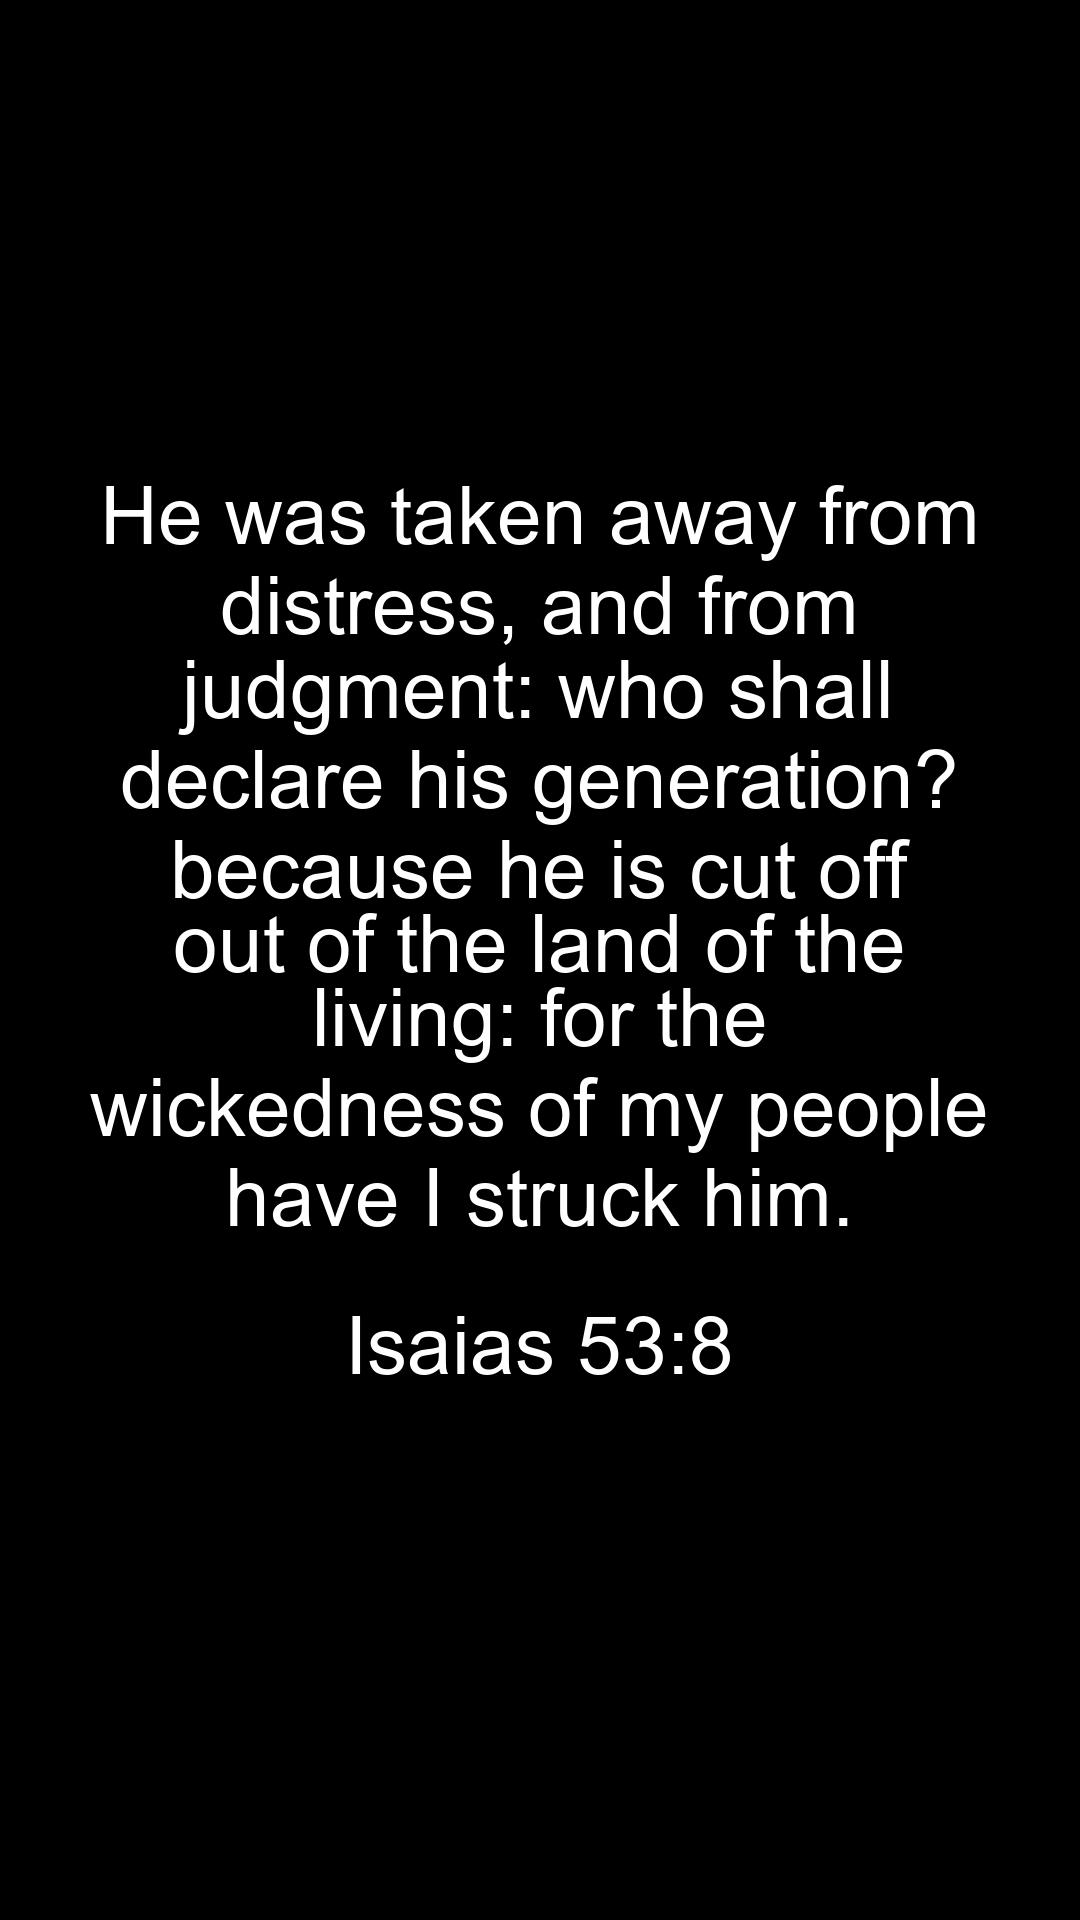 He was taken away from
distress, and from
judgment: who shall
declare his generation?
because he is cut off
out of the land of the
living: for the
wickedness of my people
have I struck him.
Isaias 53:8